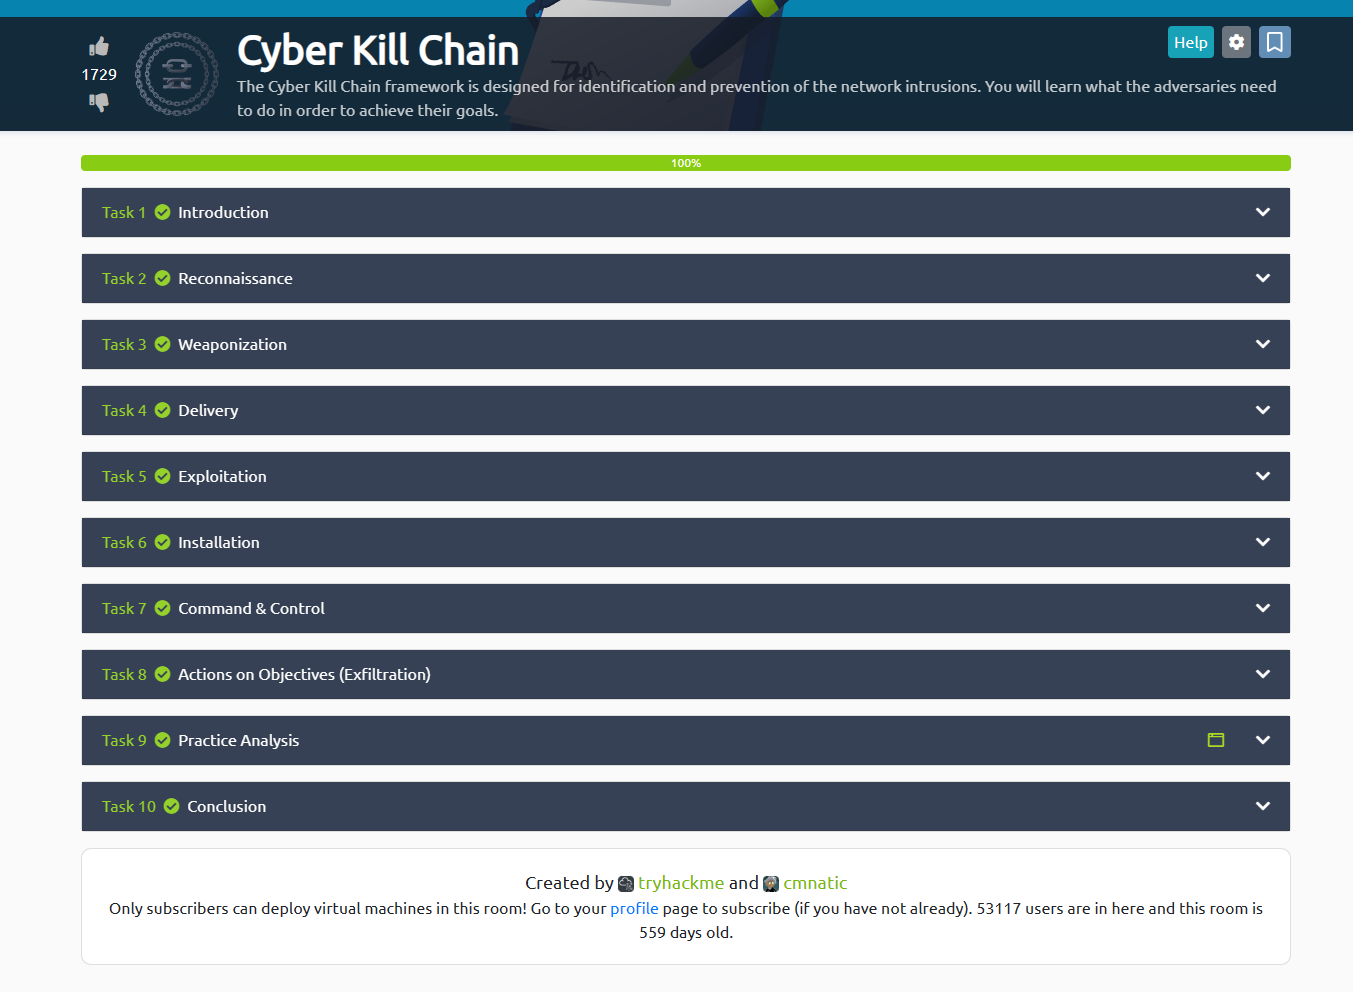 Cyber Kill Chain
Help
1729
The Cyber Kill Chain framework is designed for identification and prevention of the network intrusions. You will learn what the adversaries need
to do in order to achieve their goals.
100%
Task 1 Introduction
Task 2 Reconnaissance
Task 3 Weaponization
Task 4 Delivery
Task 5 Exploitation
Task 6 Installation
Task 7 Command & Control
Task 8 Actions on Objectives (Exfiltration)
Task 9 Practice Analysis
Task 10 Conclusion
Created by tryhackme and cmnatic
Only subscribers can deploy virtual machines in this room! Go to your profile page to subscribe (if you have not already). 53117 users are in here and this room is
559 days old.